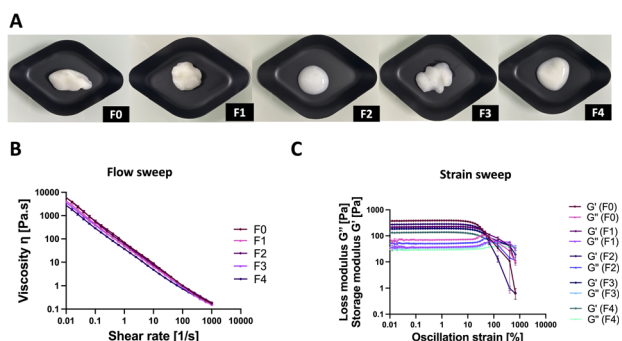 A
F0
F1
F2
F3
F4
B
Flow sweep
Viscosity η [Pa.s]
10000
1000
100
10
1
0.1
0.01
0.1
1
10
100
1000
10000
Shear rate [1/s]
F0
F1
F2
F3
F4
C
Strain sweep
Loss modulus G'' [Pa]
Storage modulus G' [Pa]
1000
100
10
1
0.1
0.01
0.1
1
10
100
1000
10000
Oscillation strain [%]
G' (F0)
G'' (F0)
G' (F1)
G'' (F1)
G' (F2)
G'' (F2)
G' (F3)
G'' (F3)
G' (F4)
G'' (F4)